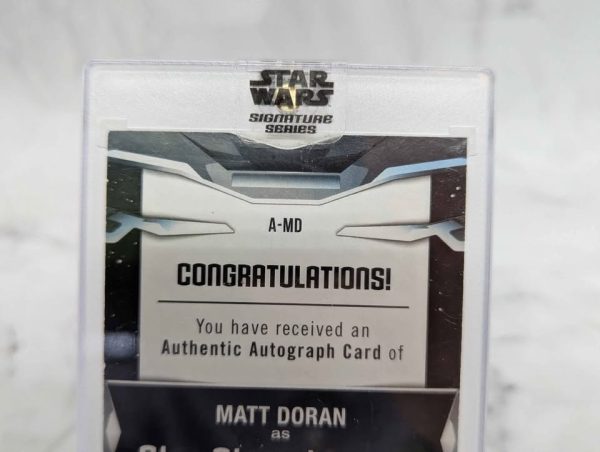 STAR
WARS
SIGNATURE
SERIES
A-MD
CONGRATULATIONS!
You have received an
Authentic Autograph Card of
MATT DORAN
as